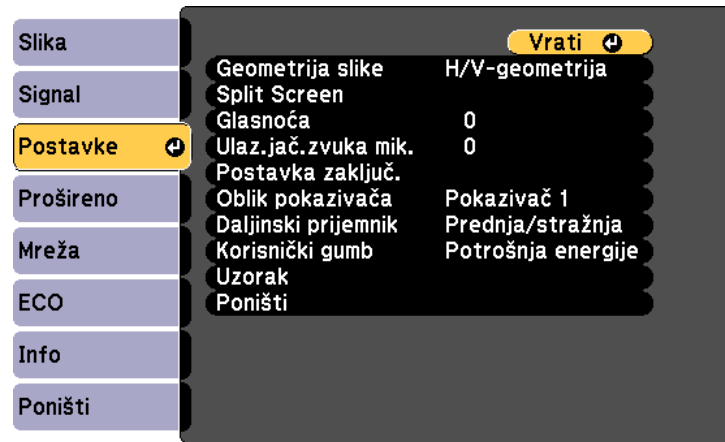 Slika
Signal
Postavke
Prošireno
Mreža
ECO
Info
Poništi
Vrati
Geometrija slike H/V-geometrija
Split Screen
Glasnoća 0
Ulaz.jač.zvuka mik. 0
Postavka zaključ.
Oblik pokazivača Pokazivač 1
Daljinski prijemnik Prednja/stražnja
Korisnički gumb Potrošnja energije
Uzorak
Poništi